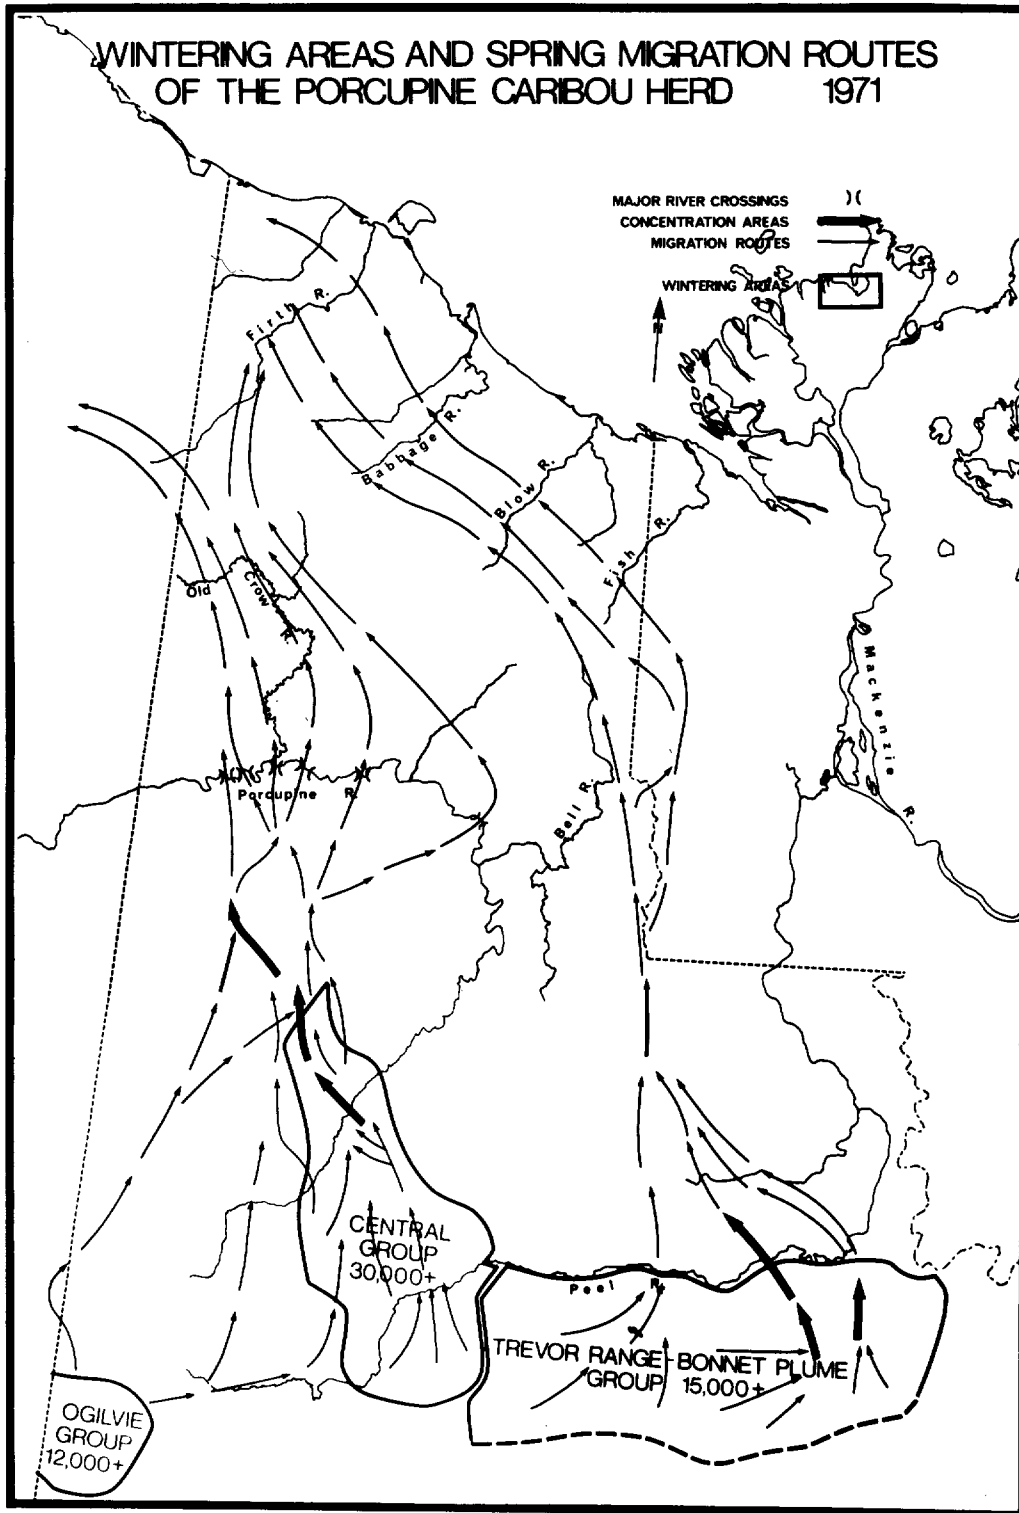 WINTERING AREAS AND SPRING MIGRATION ROUTES
OF THE PORCUPINE CARIBOU HERD 1971
MAJOR RIVER CROSSINGS )(
CONCENTRATION AREAS
MIGRATION ROUTES
WINTERING AREAS
N
Firth R.
Babbage R.
Blow R.
Fish R.
Old Crow R.
Mackenzie R.
Porcupine R.
Bell R.
CENTRAL
GROUP
30,000+
Peel R.
TREVOR RANGE - BONNET PLUME
GROUP 15,000+
OGILVIE
GROUP
12,000+